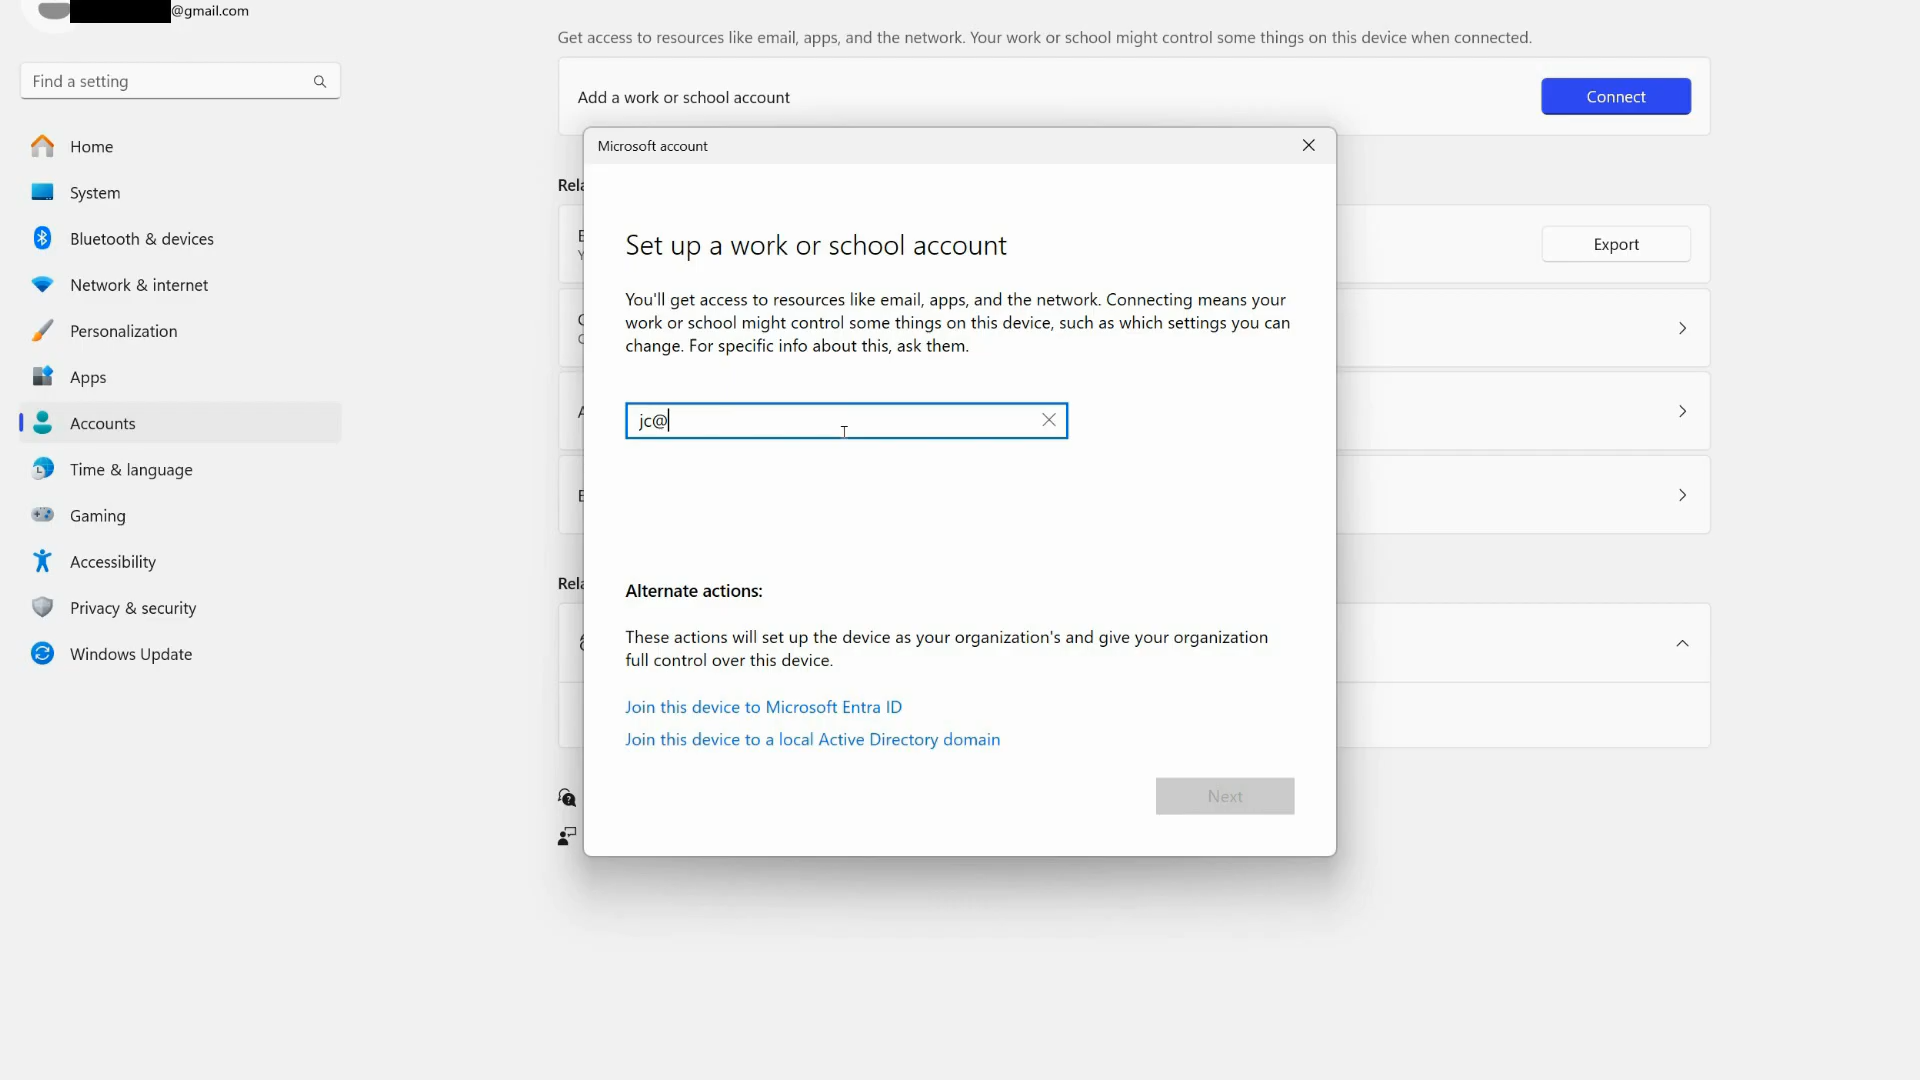 @gmail.com
Find a setting
Home
System
Bluetooth & devices
Network & internet
Personalization
Apps
Accounts
Time & language
Gaming
Accessibility
Privacy & security
Windows Update
Get access to resources like email, apps, and the network. Your work or school might control some things on this device when connected.
Add a work or school account
Connect
Export
Microsoft account
Set up a work or school account
You'll get access to resources like email, apps, and the network. Connecting means your
work or school might control some things on this device, such as which settings you can
change. For specific info about this, ask them.
jc@
Alternate actions:
These actions will set up the device as your organization's and give your organization
full control over this device.
Join this device to Microsoft Entra ID
Join this device to a local Active Directory domain
Next